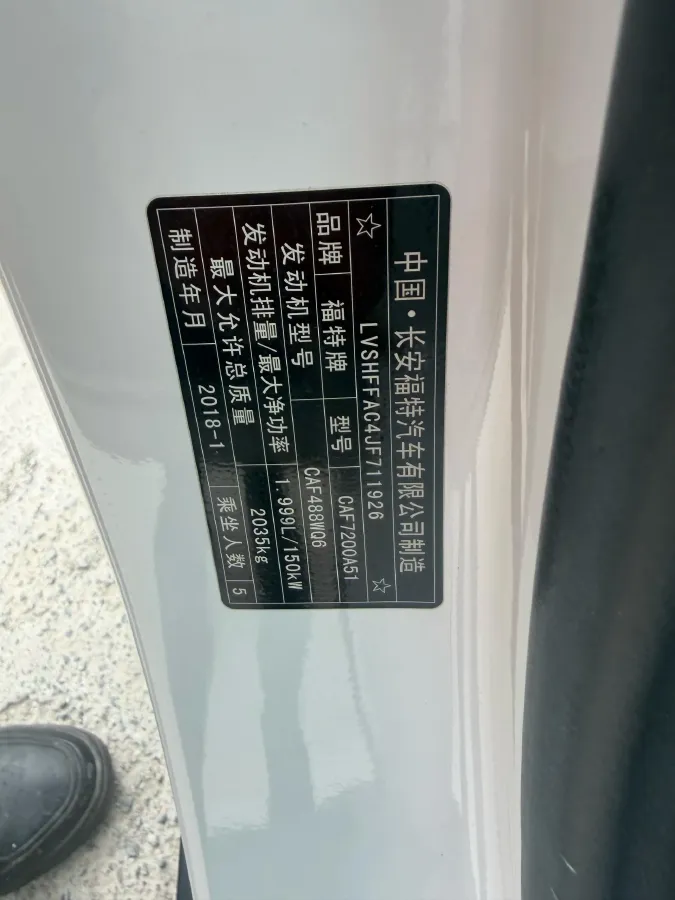 中国·长安福特汽车有限公司制造
☆ LVSHFFAC4JF711926 ☆
品牌 福特牌 型号 CAF7200A51
发动机型号 CAF488WQ6
发动机排量/最大净功率 1.999L/150kW
最大允许总质量 2035kg
制造年月 2018-1 乘坐人数 5